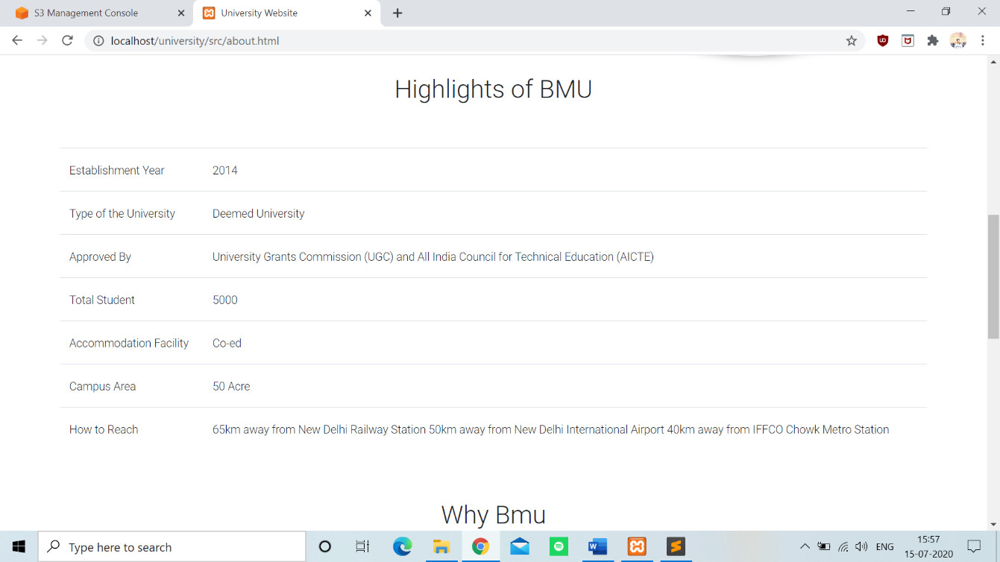 S3 Management Console
University Website
localhost/university/src/about.html
Highlights of BMU
Establishment Year 2014
Type of the University Deemed University
Approved By University Grants Commission (UGC) and All India Council for Technical Education (AICTE)
Total Student 5000
Accommodation Facility Co-ed
Campus Area 50 Acre
How to Reach 65km away from New Delhi Railway Station 50km away from New Delhi International Airport 40km away from IFFCO Chowk Metro Station
Why Bmu
Type here to search
ENG
15:57
15-07-2020